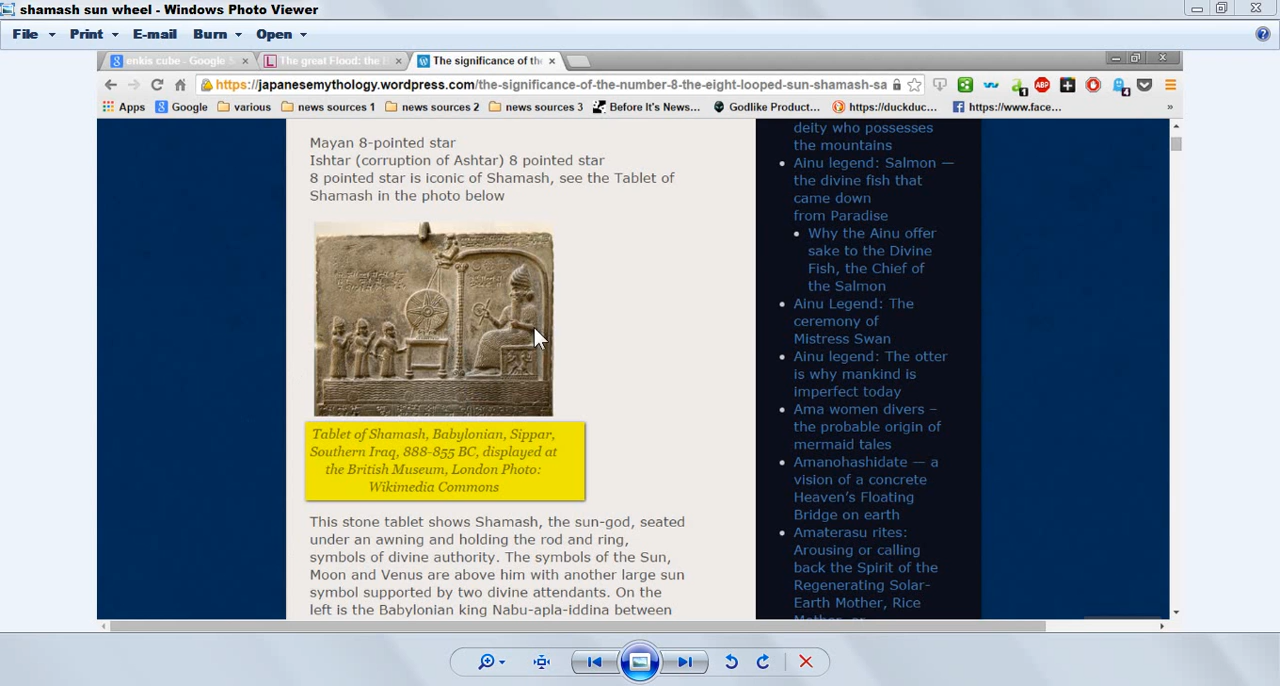 shamash sun wheel - Windows Photo Viewer
File Print E-mail Burn Open
enkis cube - Google
The great Flood: the
The significance of the
https://japanesemythology.wordpress.com/the-significance-of-the-number-8-the-eight-looped-sun-shamash-sa
Apps Google various news sources 1 news sources 2 news sources 3 Before It's News... Godlike Product... https://duckduc... https://www.face... »
Mayan 8-pointed star
Ishtar (corruption of Ashtar) 8 pointed star
8 pointed star is iconic of Shamash, see the Tablet of
Shamash in the photo below
Tablet of Shamash, Babylonian, Sippar,
Southern Iraq, 888-855 BC, displayed at
the British Museum, London Photo:
Wikimedia Commons
This stone tablet shows Shamash, the sun-god, seated
under an awning and holding the rod and ring,
symbols of divine authority. The symbols of the Sun,
Moon and Venus are above him with another large sun
symbol supported by two divine attendants. On the
left is the Babylonian king Nabu-apla-iddina between
deity who possesses
the mountains
Ainu legend: Salmon —
the divine fish that
came down
from Paradise
Why the Ainu offer
sake to the Divine
Fish, the Chief of
the Salmon
Ainu Legend: The
ceremony of
Mistress Swan
Ainu legend: The otter
is why mankind is
imperfect today
Ama women divers –
the probable origin of
mermaid tales
Amanohashidate — a
vision of a concrete
Heaven's Floating
Bridge on earth
Amaterasu rites:
Arousing or calling
back the Spirit of the
Regenerating Solar-
Earth Mother, Rice
Mother, or